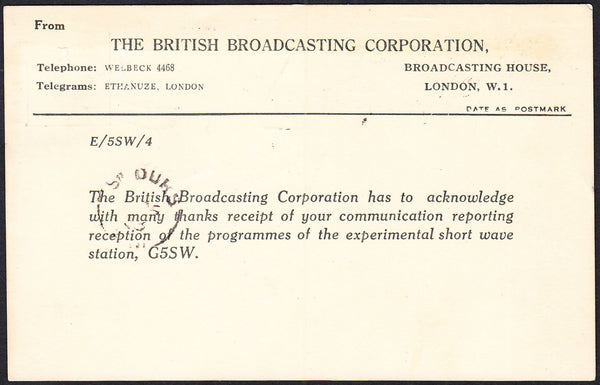 From
THE BRITISH BROADCASTING CORPORATION,
Telephone: WELBECK 4468
BROADCASTING HOUSE,
Telegrams: ETHANUZE, LONDON
LONDON, W.1.
DATE AS POSTMARK
E/5SW/4
The British Broadcasting Corporation has to acknowledge
with many thanks receipt of your communication reporting
reception of the programmes of the experimental short wave
station, G5SW.